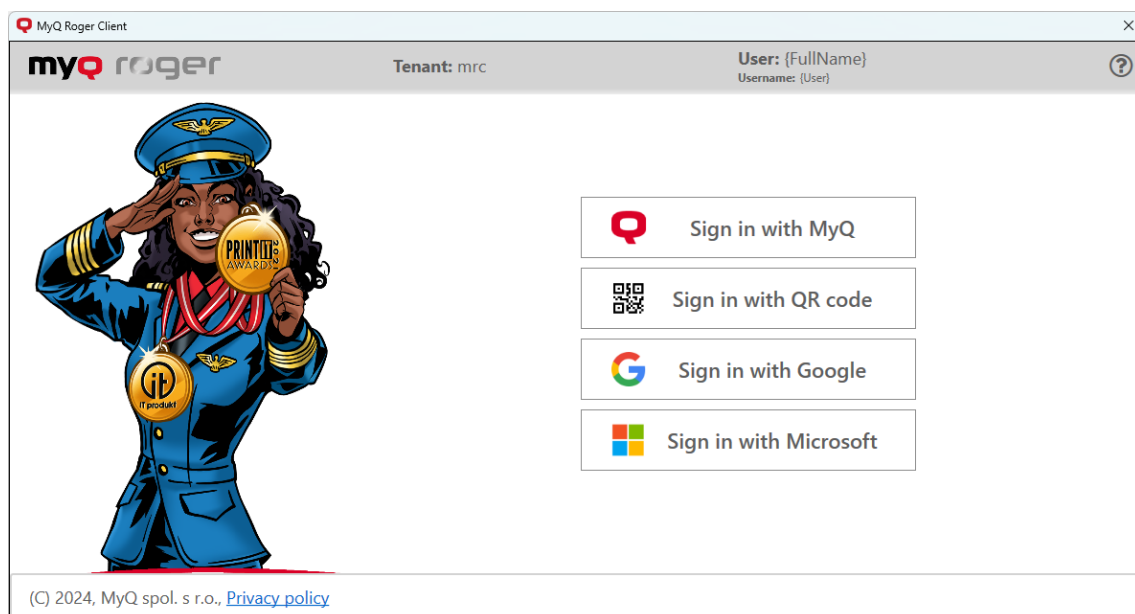 MyQ Roger Client
myQ roger
Tenant: mrc
User: {FullName}
Username: {User}
PRINT IT 202
AWARDS
it
IT produkt
Sign in with MyQ
Sign in with QR code
Sign in with Google
Sign in with Microsoft
(C) 2024, MyQ spol. s r.o., Privacy policy